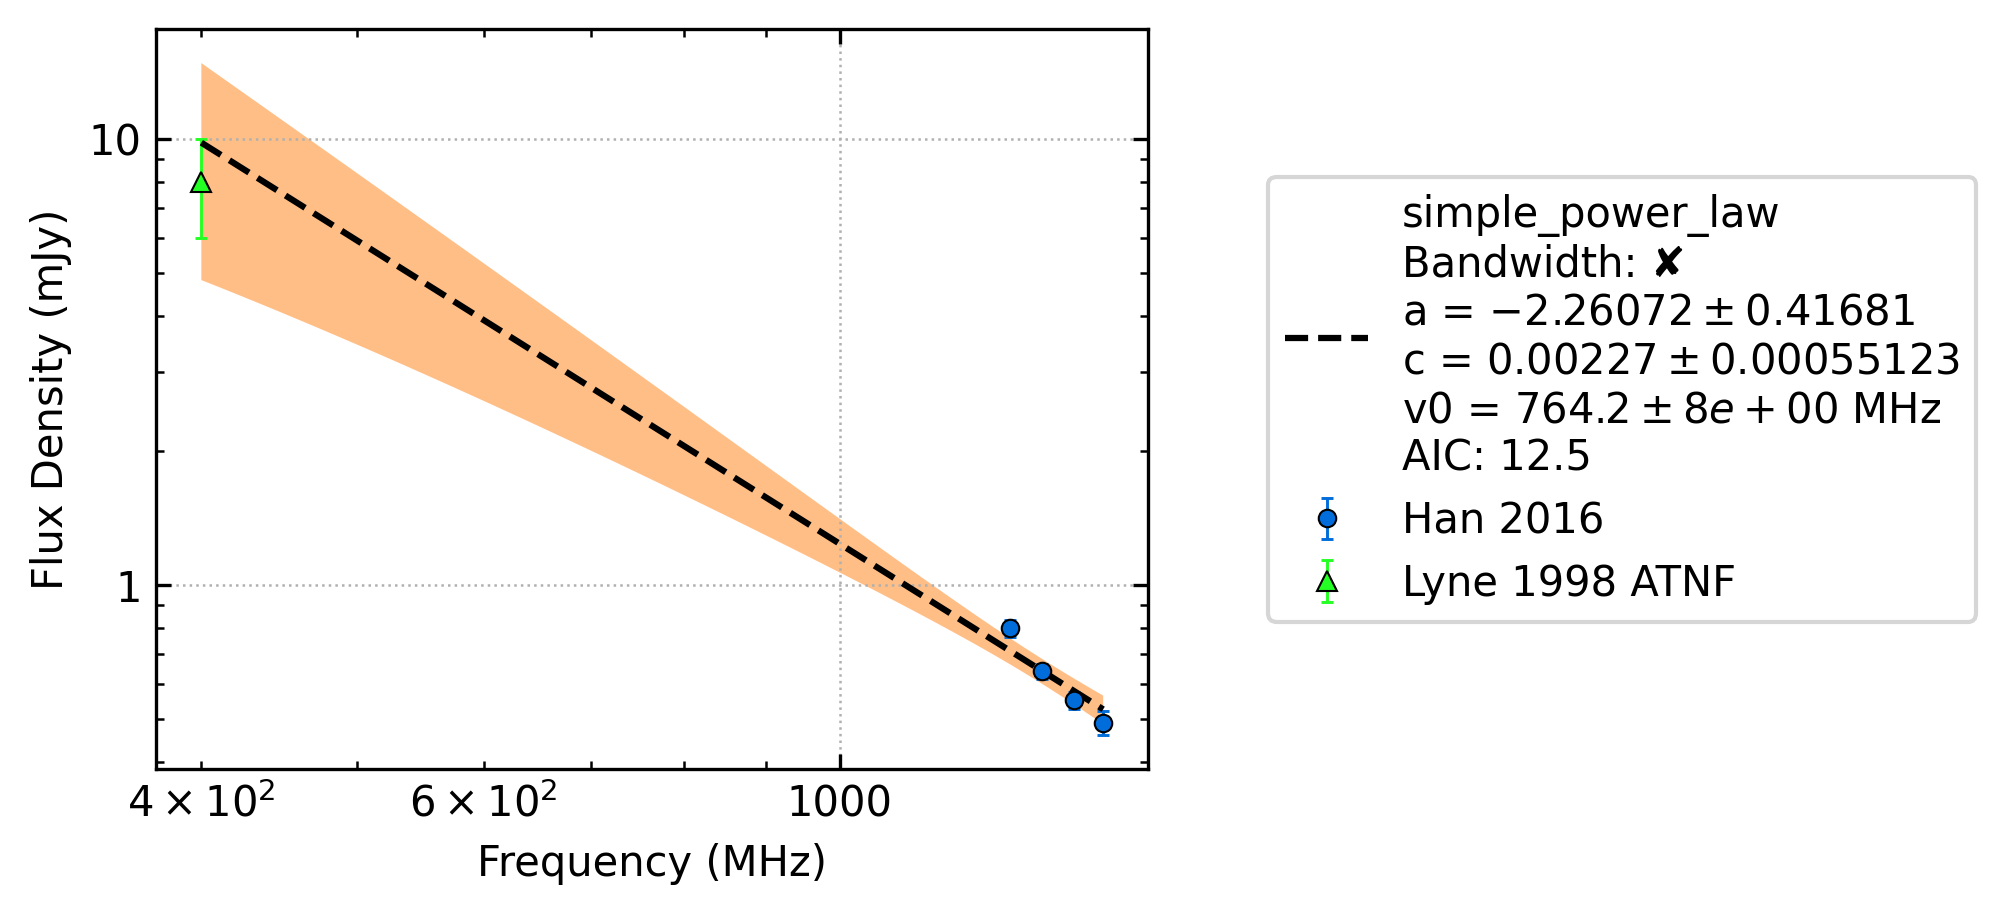 10
1
Flux Density (mJy)
4 × 10²
6 × 10²
1000
Frequency (MHz)
simple_power_law
Bandwidth: ✘
a = −2.26072 ± 0.41681
c = 0.00227 ± 0.00055123
v0 = 764.2 ± 8e + 00 MHz
AIC: 12.5
Han 2016
Lyne 1998 ATNF